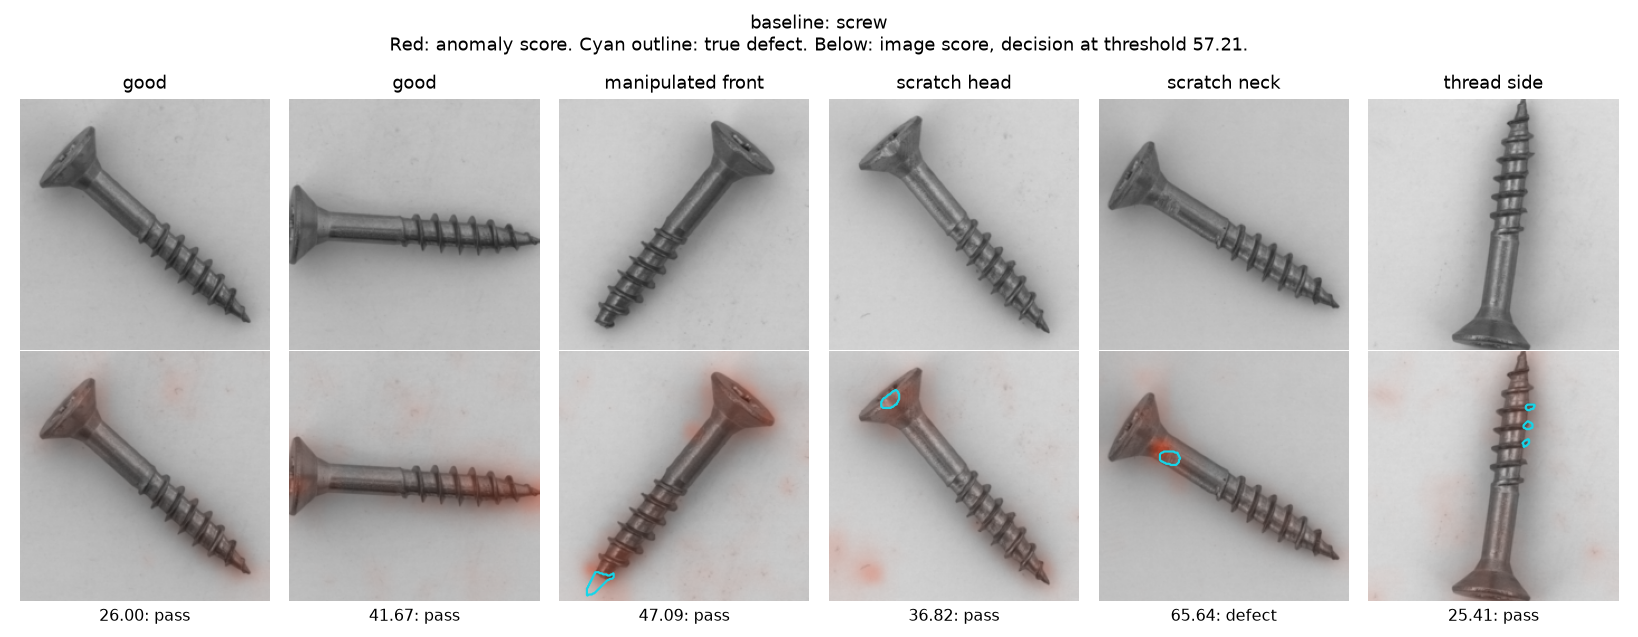 baseline: screw
Red: anomaly score. Cyan outline: true defect. Below: image score, decision at threshold 57.21.
good good manipulated front scratch head scratch neck thread side
26.00: pass 41.67: pass 47.09: pass 36.82: pass 65.64: defect 25.41: pass